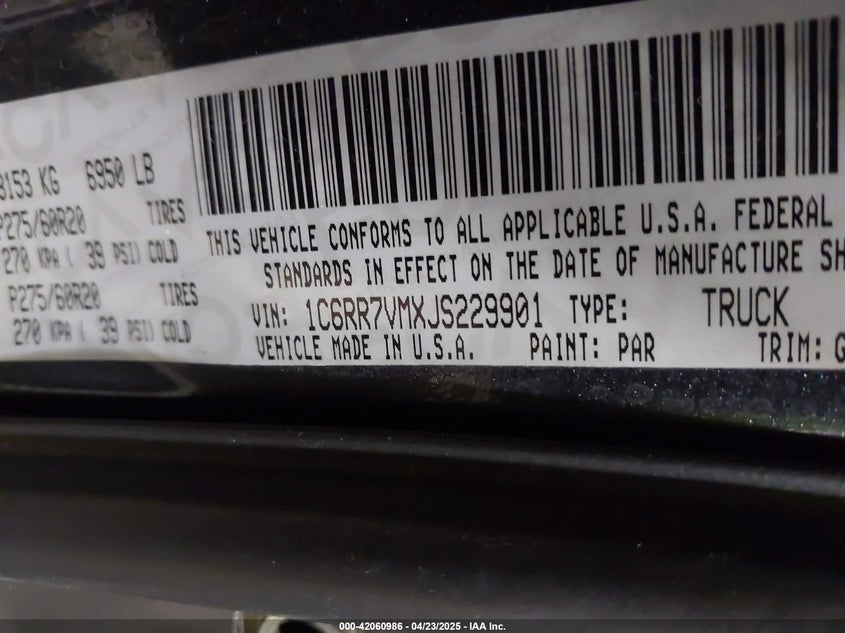 3153 KG 6950 LB
P275/60R20 TIRES
270 KPA ( 39 PSI) COLD
P275/60R20 TIRES
270 KPA ( 39 PSI) COLD
THIS VEHICLE CONFORMS TO ALL APPLICABLE U.S.A. FEDERAL
STANDARDS IN EFFECT ON THE DATE OF MANUFACTURE SH
VIN: 1C6RR7VMXJS229901 TYPE: TRUCK
VEHICLE MADE IN U.S.A. PAINT: PAR TRIM: G
000-42060986 - 04/23/2025 - IAA Inc.